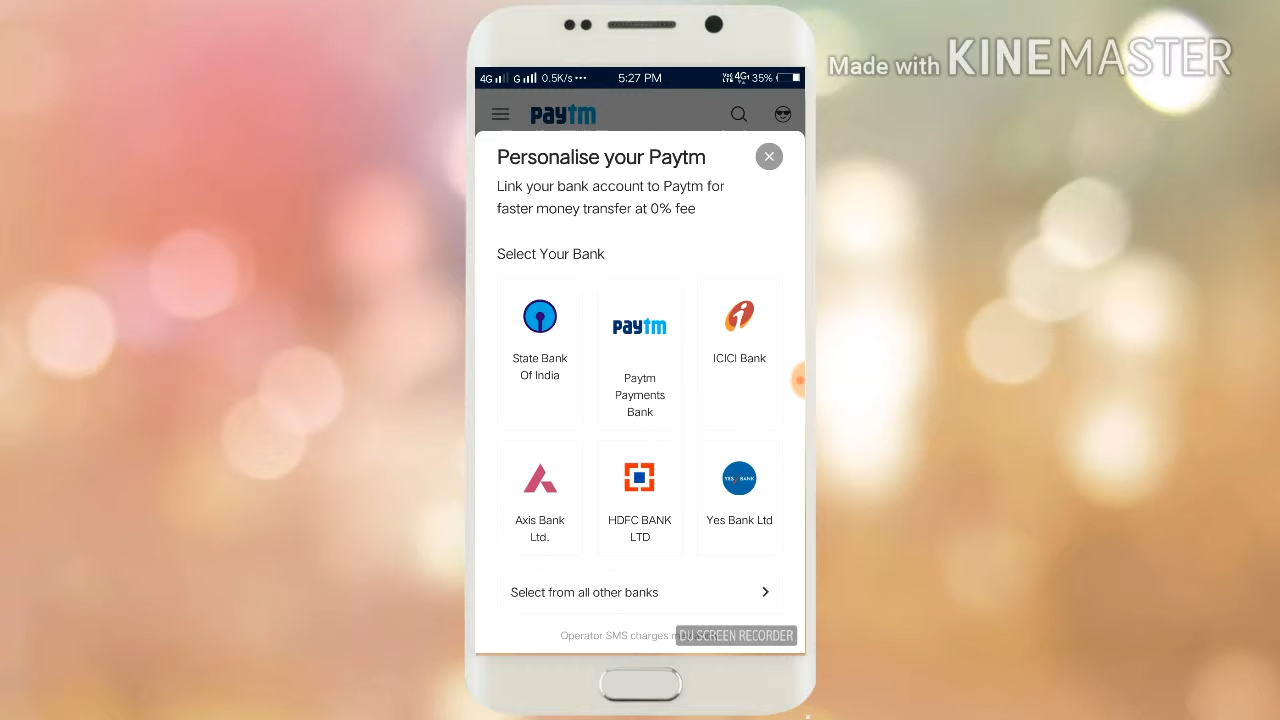 Made with KINEMASTER
4G G 0.5K/s ••• 5:27 PM 4G 35%
paytm
Personalise your Paytm
Link your bank account to Paytm for
faster money transfer at 0% fee
Select Your Bank
paytm
State Bank
Of India
Paytm
Payments
Bank
ICICI Bank
YES BANK
Axis Bank
Ltd.
HDFC BANK
LTD
Yes Bank Ltd
Select from all other banks
Operator SMS charges
DU SCREEN RECORDER